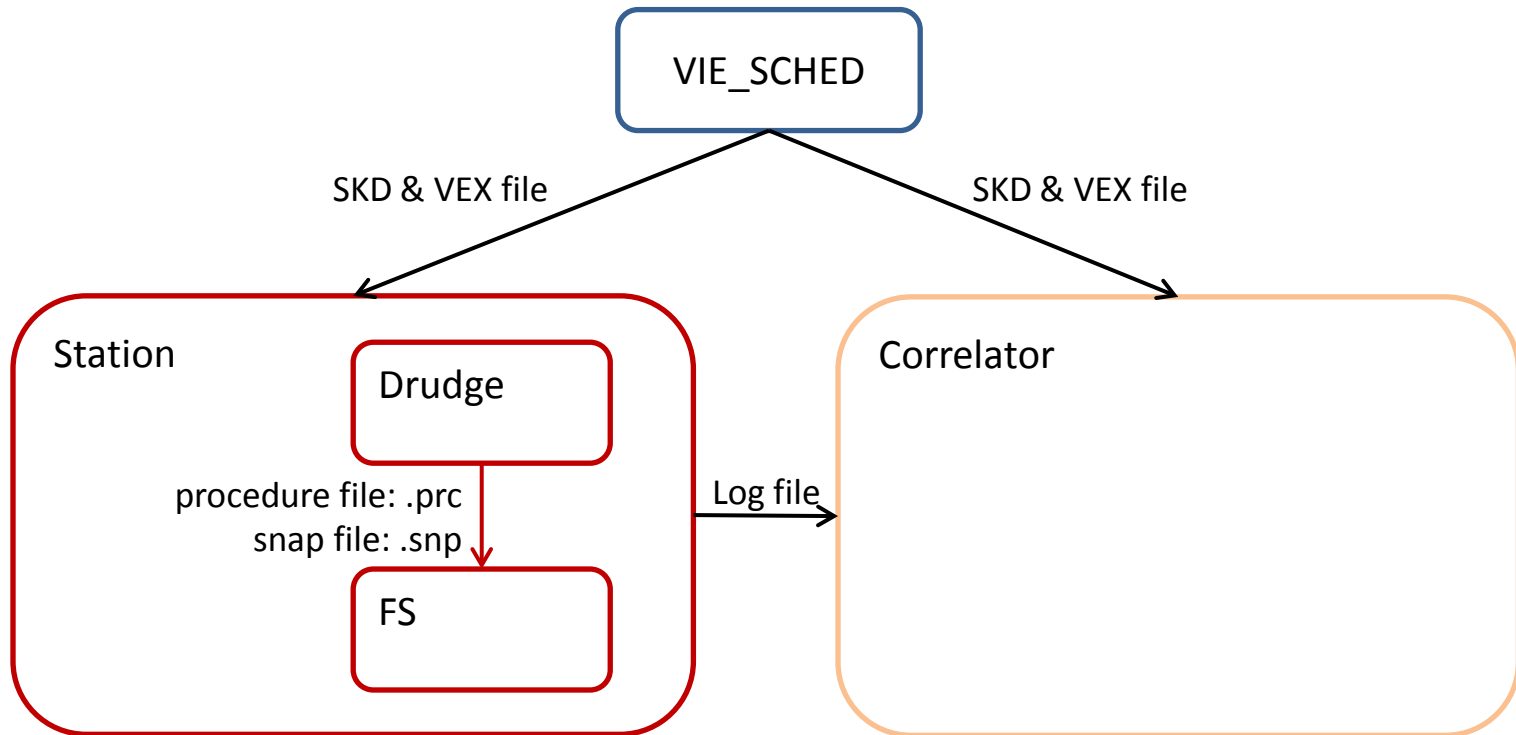 VIE_SCHED
SKD & VEX file
SKD & VEX file
Station
Drudge
procedure file: .prc
snap file: .snp
FS
Log file
Correlator